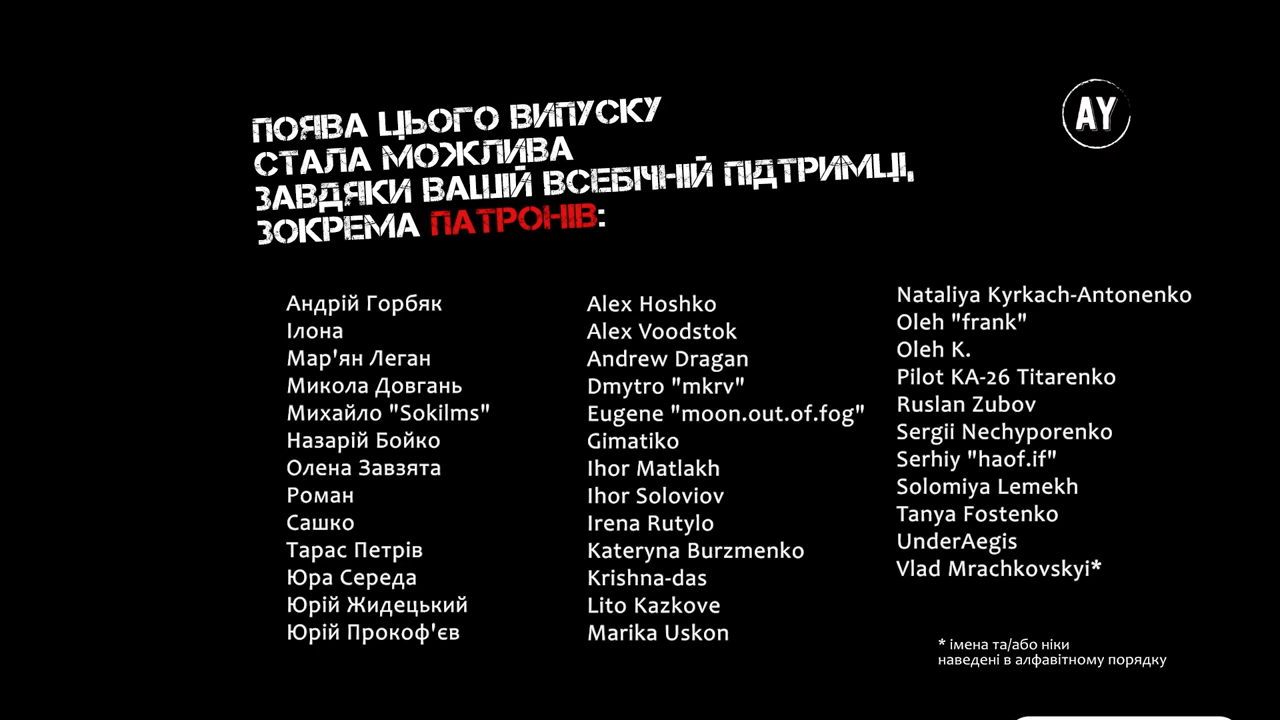 ПОЯВА ЦЬОГО ВИПУСКУ
СТАЛА МОЖЛИВА
ЗАВДЯКИ ВАШІЙ ВСЕБІЧНІЙ ПІДТРИМЦІ,
ЗОКРЕМА ПАТРОНІВ:
AY
Андрій Горбяк
Ілона
Мар'ян Леган
Микола Довгань
Михайло "Sokilms"
Назарій Бойко
Олена Завзята
Роман
Сашко
Тарас Петрів
Юра Середа
Юрій Жидецький
Юрій Прокоф'єв
Alex Hoshko
Alex Voodstok
Andrew Dragan
Dmytro "mkrv"
Eugene "moon.out.of.fog"
Gimatiko
Ihor Matlakh
Ihor Soloviov
Irena Rutylo
Kateryna Burzmenko
Krishna-das
Lito Kazkove
Marika Uskon
Nataliya Kyrkach-Antonenko
Oleh "frank"
Oleh K.
Pilot KA-26 Titarenko
Ruslan Zubov
Sergii Nechyporenko
Serhiy "haof.if"
Solomiya Lemekh
Tanya Fostenko
UnderAegis
Vlad Mrachkovskyi*
* імена та/або ніки
наведені в алфавітному порядку